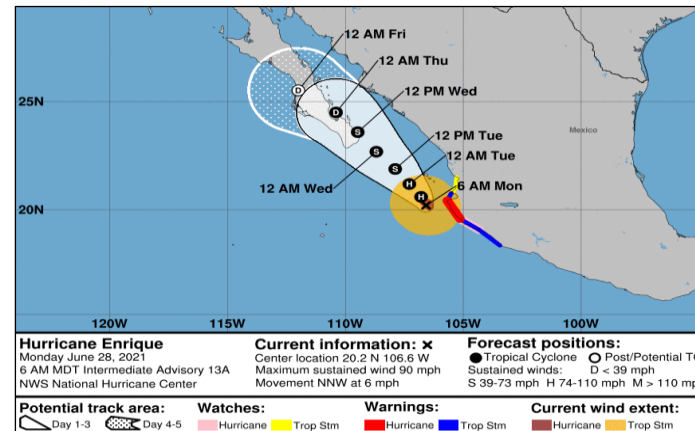 12 AM Fri
12 AM Thu
25N
D
D
12 PM Wed
S
Mexico
S
12 PM Tue
S
12 AM Tue
12 AM Wed
H
6 AM Mon
H
20N
120W 115W 110W 105W 100W
Hurricane Enrique
Monday June 28, 2021
6 AM MDT Intermediate Advisory 13A
NWS National Hurricane Center
Current information: ×
Center location 20.2 N 106.6 W
Maximum sustained wind 90 mph
Movement NNW at 6 mph
Forecast positions:
Tropical Cyclone Post/Potential TC
Sustained winds: D < 39 mph
S 39-73 mph H 74-110 mph M > 110 mph
Potential track area:
Day 1-3 Day 4-5
Watches:
Hurricane Trop Stm
Warnings:
Hurricane Trop Stm
Current wind extent:
Hurricane Trop Stm